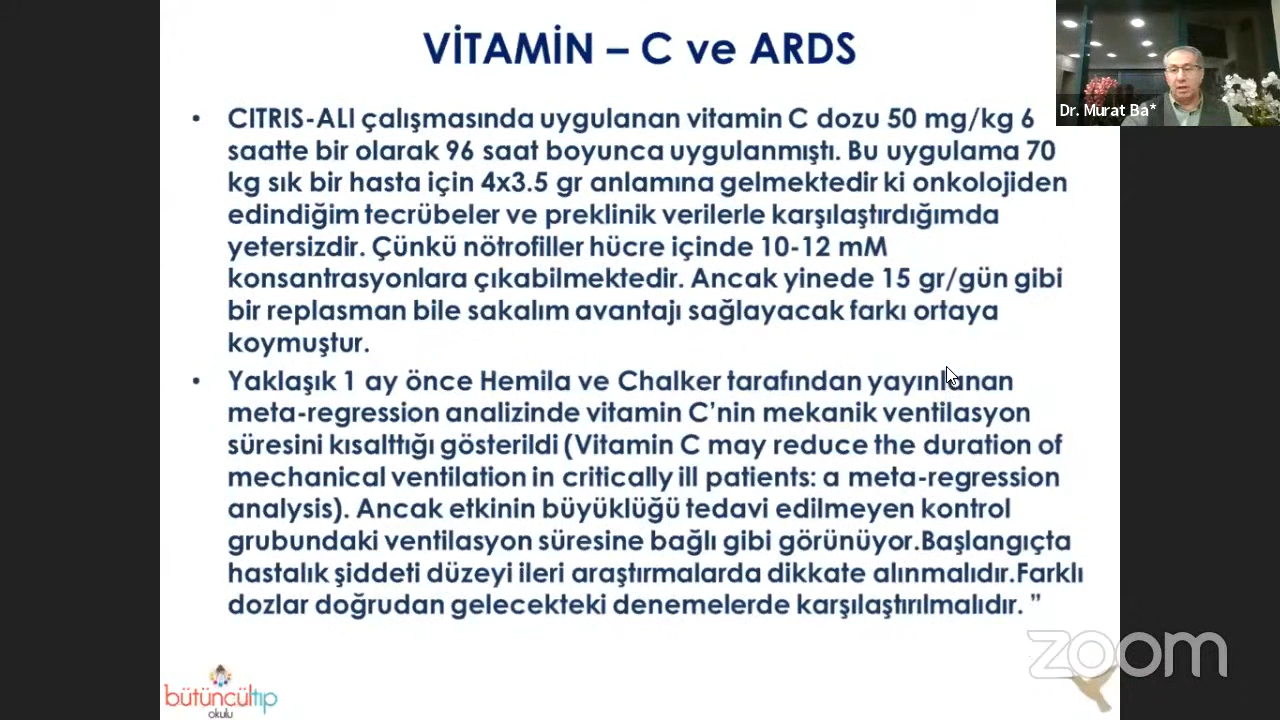 VİTAMİN – C ve ARDS
Dr. Murat Ba*
• CITRIS-ALI çalışmasında uygulanan vitamin C dozu 50 mg/kg 6
saatte bir olarak 96 saat boyunca uygulanmıştı. Bu uygulama 70
kg sık bir hasta için 4x3.5 gr anlamına gelmektedir ki onkolojiden
edindiğim tecrübeler ve preklinik verilerle karşılaştırdığımda
yetersizdir. Çünkü nötrofiller hücre içinde 10-12 mM
konsantrasyonlara çıkabilmektedir. Ancak yinede 15 gr/gün gibi
bir replasman bile sakalım avantajı sağlayacak farkı ortaya
koymuştur.
• Yaklaşık 1 ay önce Hemila ve Chalker tarafından yayınlanan
meta-regression analizinde vitamin C’nin mekanik ventilasyon
süresini kısalttığı gösterildi (Vitamin C may reduce the duration of
mechanical ventilation in critically ill patients: a meta-regression
analysis). Ancak etkinin büyüklüğü tedavi edilmeyen kontrol
grubundaki ventilasyon süresine bağlı gibi görünüyor.Başlangıçta
hastalık şiddeti düzeyi ileri araştırmalarda dikkate alınmalıdır.Farklı
dozlar doğrudan gelecekteki denemelerde karşılaştırılmalıdır. ”
zoom
bütüncültıp
okulu